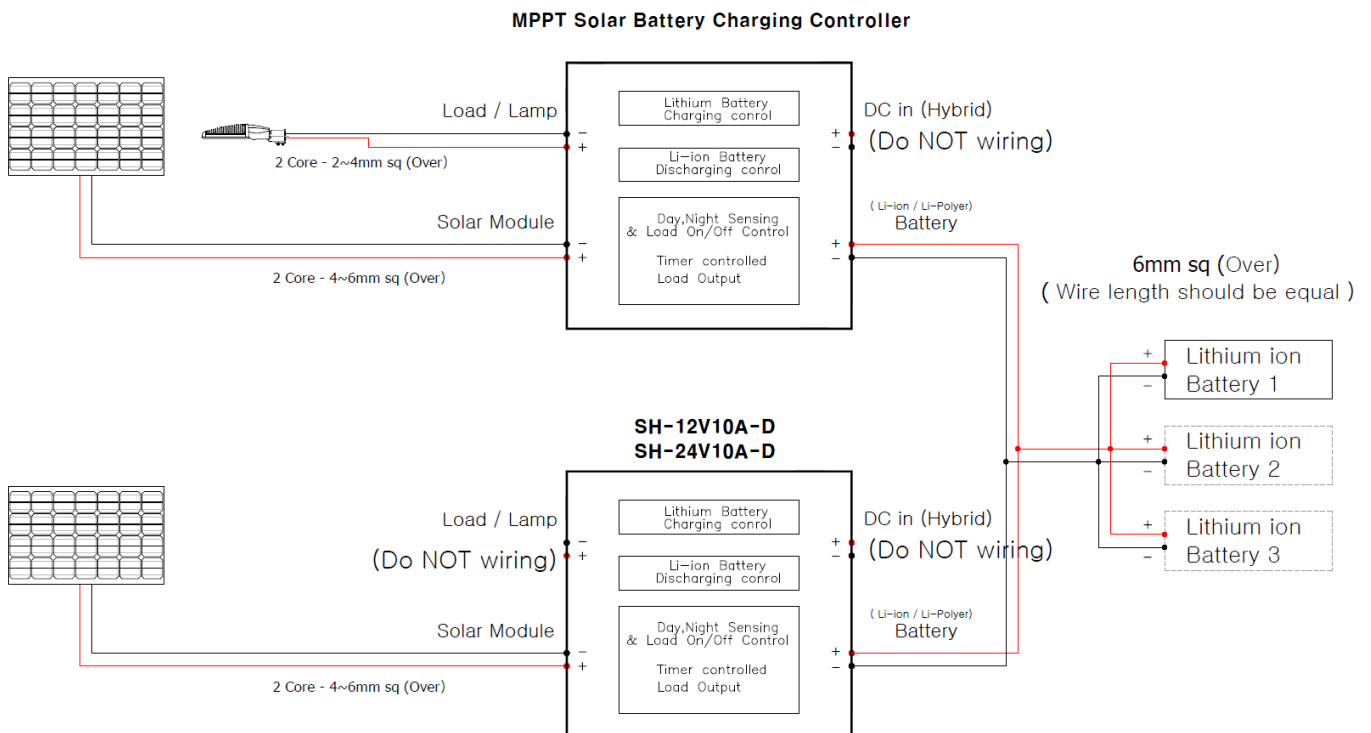 MPPT Solar Battery Charging Controller
Load / Lamp
−
+
2 Core - 2~4mm sq (Over)
Lithium Battery
Charging conrol
Li-ion Battery
Discharging conrol
Day,Night Sensing
& Load On/Off Control
Timer controlled
Load Output
DC in (Hybrid)
+
(Do NOT wiring)
−
Solar Module
−
+
2 Core - 4~6mm sq (Over)
( Li-ion / Li-Polyer)
Battery
+
−
6mm sq (Over)
( Wire length should be equal )
+
Lithium ion
−
Battery 1
+
Lithium ion
−
Battery 2
+
Lithium ion
−
Battery 3
SH-12V10A-D
SH-24V10A-D
Load / Lamp
−
(Do NOT wiring)
+
Lithium Battery
Charging conrol
Li-ion Battery
Discharging conrol
Day,Night Sensing
& Load On/Off Control
Timer controlled
Load Output
DC in (Hybrid)
+
(Do NOT wiring)
−
Solar Module
−
+
2 Core - 4~6mm sq (Over)
( Li-ion / Li-Polyer)
Battery
+
−